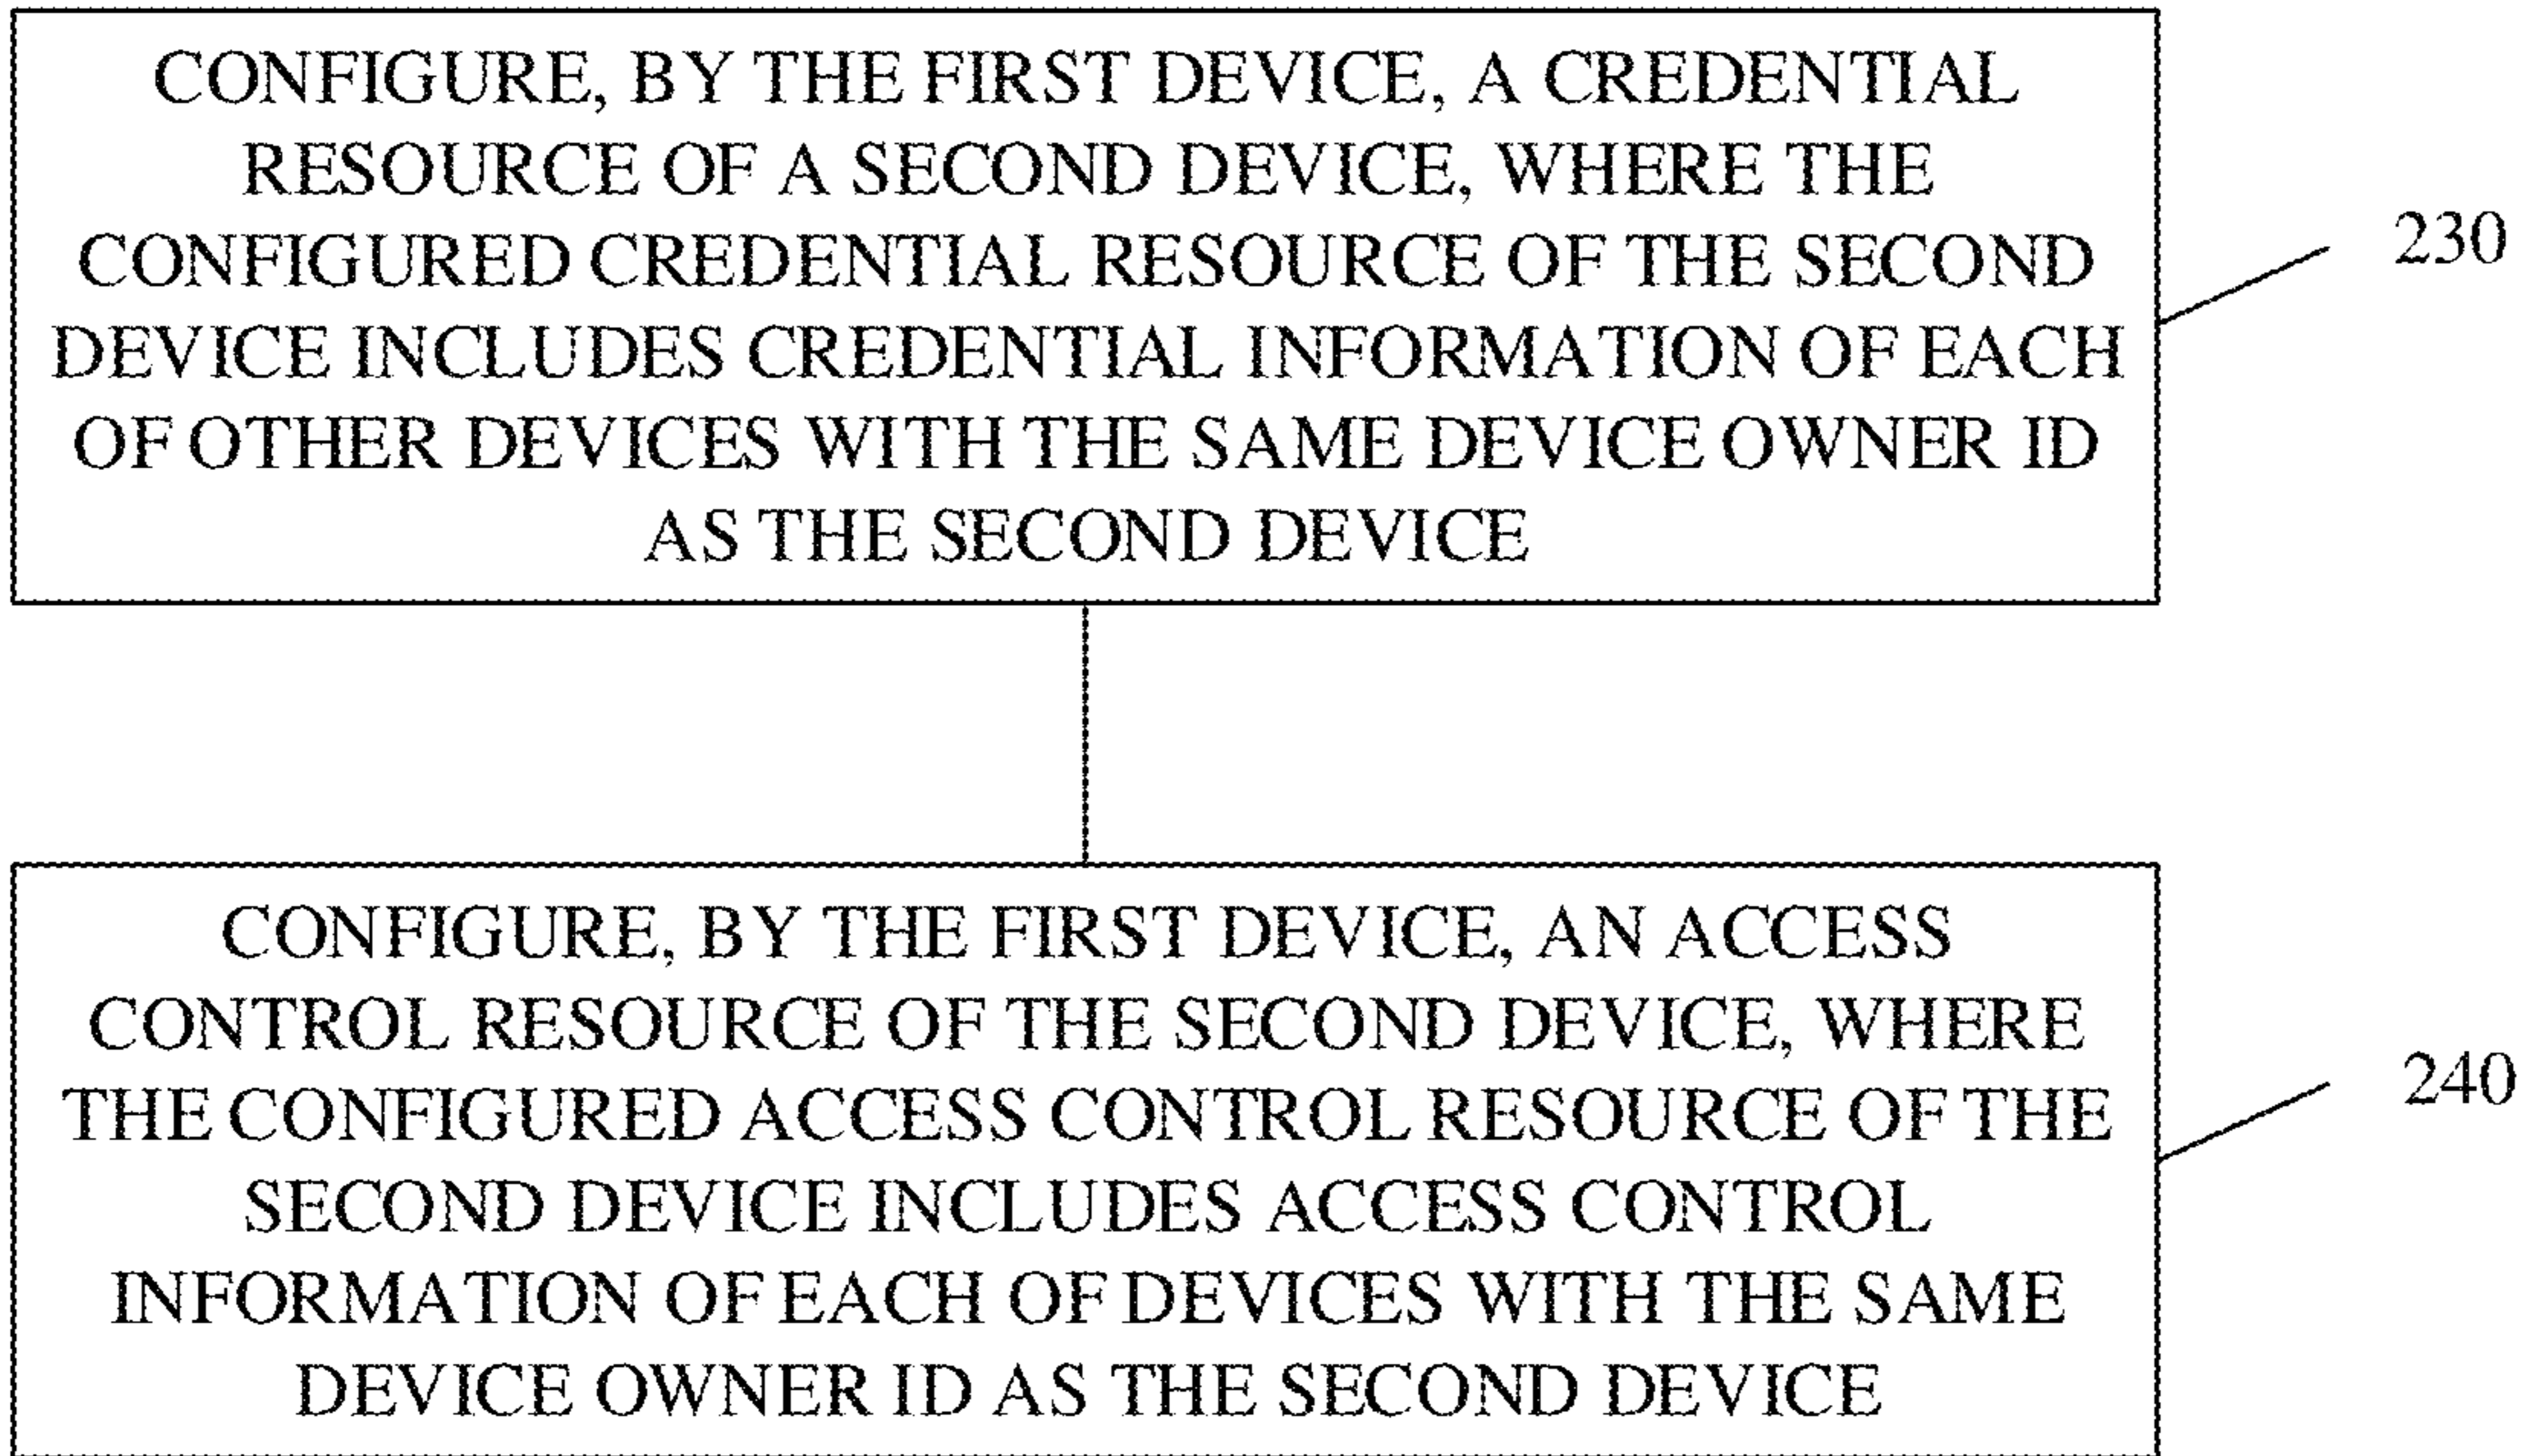 CONFIGURE, BY THE FIRST DEVICE, A CREDENTIAL
RESOURCE OF A SECOND DEVICE, WHERE THE
CONFIGURED CREDENTIAL RESOURCE OF THE SECOND
DEVICE INCLUDES CREDENTIAL INFORMATION OF EACH
OF OTHER DEVICES WITH THE SAME DEVICE OWNER ID
AS THE SECOND DEVICE
230
CONFIGURE, BY THE FIRST DEVICE, AN ACCESS
CONTROL RESOURCE OF THE SECOND DEVICE, WHERE
THE CONFIGURED ACCESS CONTROL RESOURCE OF THE
SECOND DEVICE INCLUDES ACCESS CONTROL
INFORMATION OF EACH OF DEVICES WITH THE SAME
DEVICE OWNER ID AS THE SECOND DEVICE
240